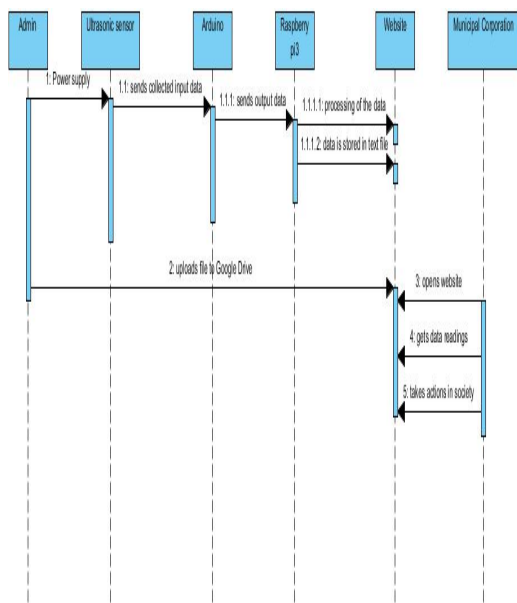 Admin
Ultrasonic sensor
Arduino
Raspberry
pi3
Website
Municipal Corporation
1: Power supply
1.1: sends collected input data
1.1.1: sends output data
1.1.1.1: processing of the data
1.1.1.2: data is stored in text file
2: uploads file to Google Drive
3: opens website
4: gets data readings
5: takes actions in society